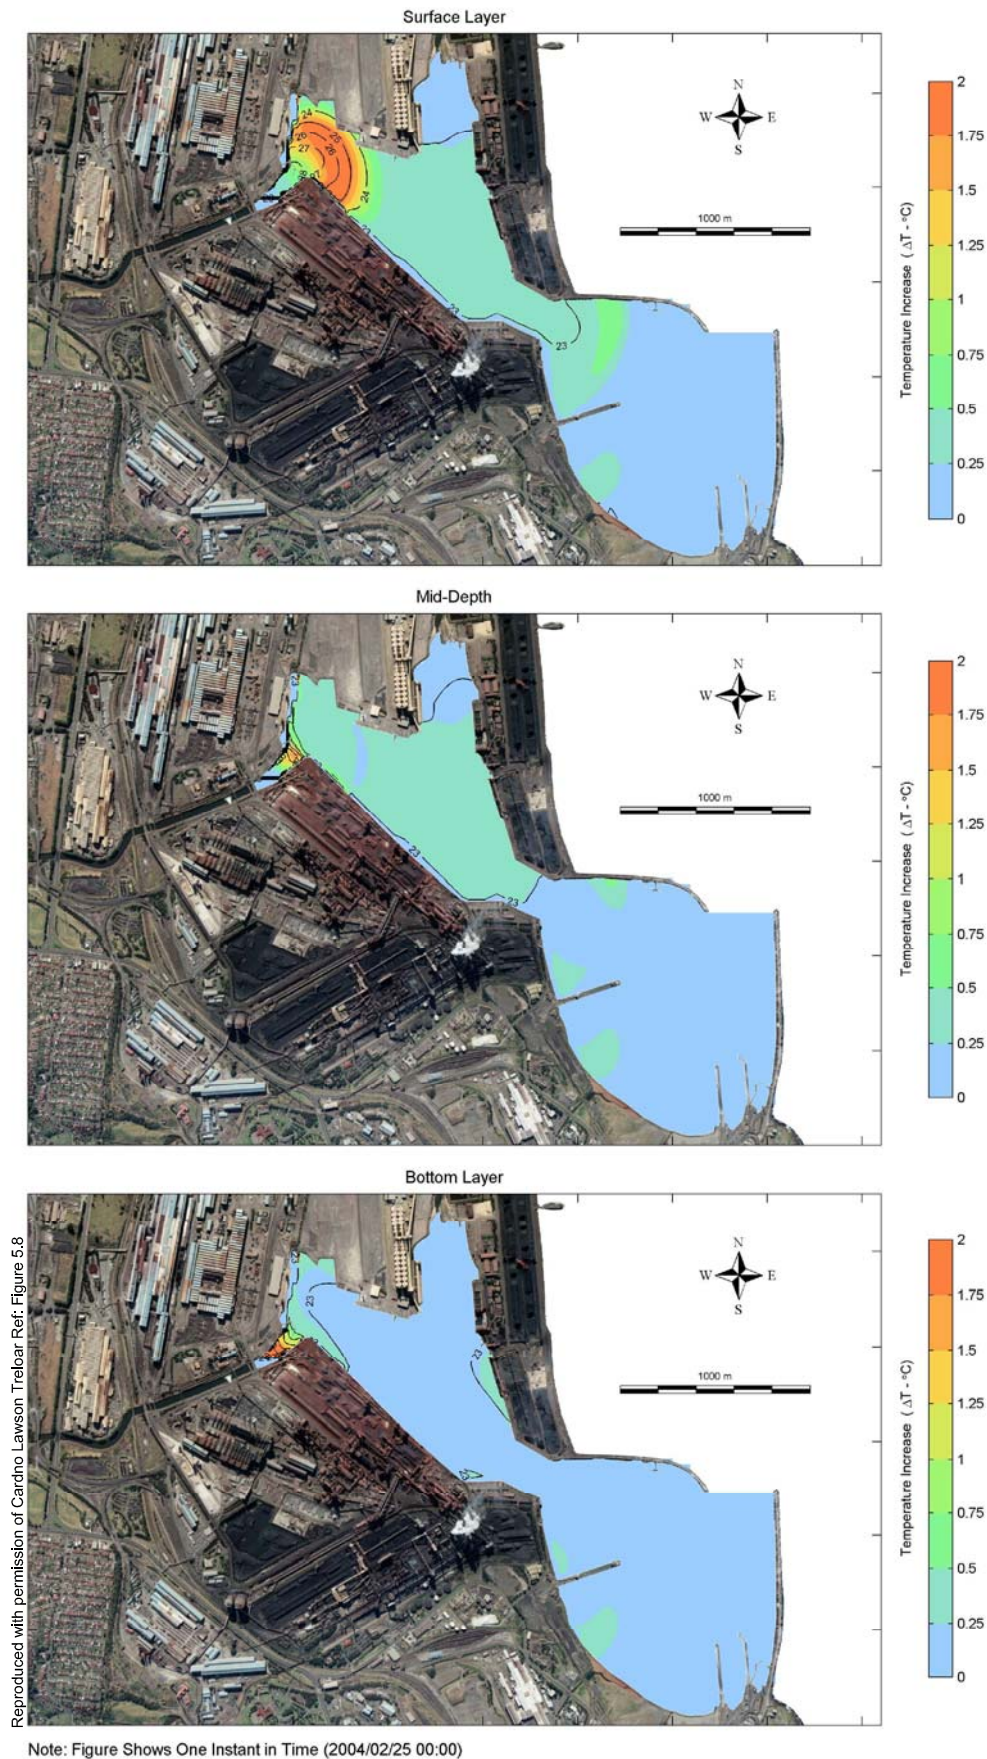 Surface Layer
N
W E
S
1000 m
24
25
26
26
27
24
23
23
23
2
1.75
1.5
1.25
1
0.75
0.5
0.25
0
Temperature Increase ( ΔT - °C)
Mid-Depth
N
W E
S
1000 m
23
23
23
2
1.75
1.5
1.25
1
0.75
0.5
0.25
0
Temperature Increase ( ΔT - °C)
Bottom Layer
N
W E
S
1000 m
23
23
23
2
1.75
1.5
1.25
1
0.75
0.5
0.25
0
Temperature Increase ( ΔT - °C)
Reproduced with permission of Cardno Lawson Treloar Ref: Figure 5.8
Note: Figure Shows One Instant in Time (2004/02/25 00:00)